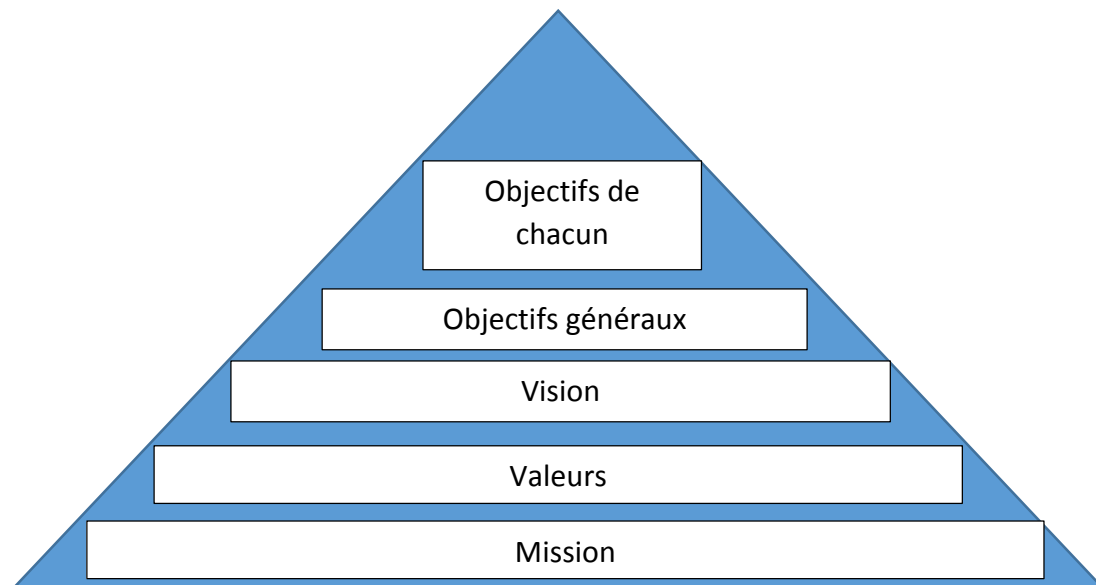 Objectifs de
chacun
Objectifs généraux
Vision
Valeurs
Mission